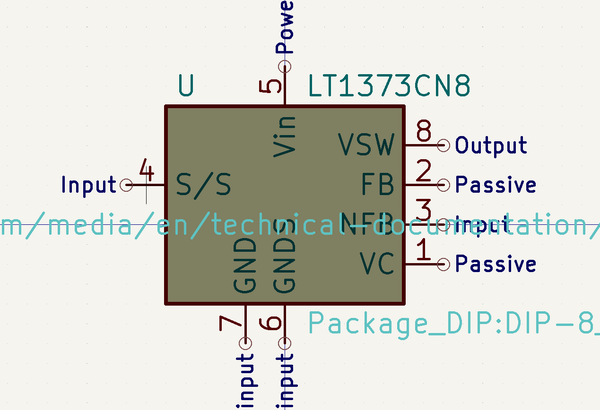 Powe
U
LT1373CN8
5
Vin
VSW
8
Output
Input
4
S/S
FB
2
Passive
m/media/en/technical-documentation/
NFB
3
Input
GND
GNDS
VC
1
Passive
7
6
Package_DIP:DIP-8_
input
input